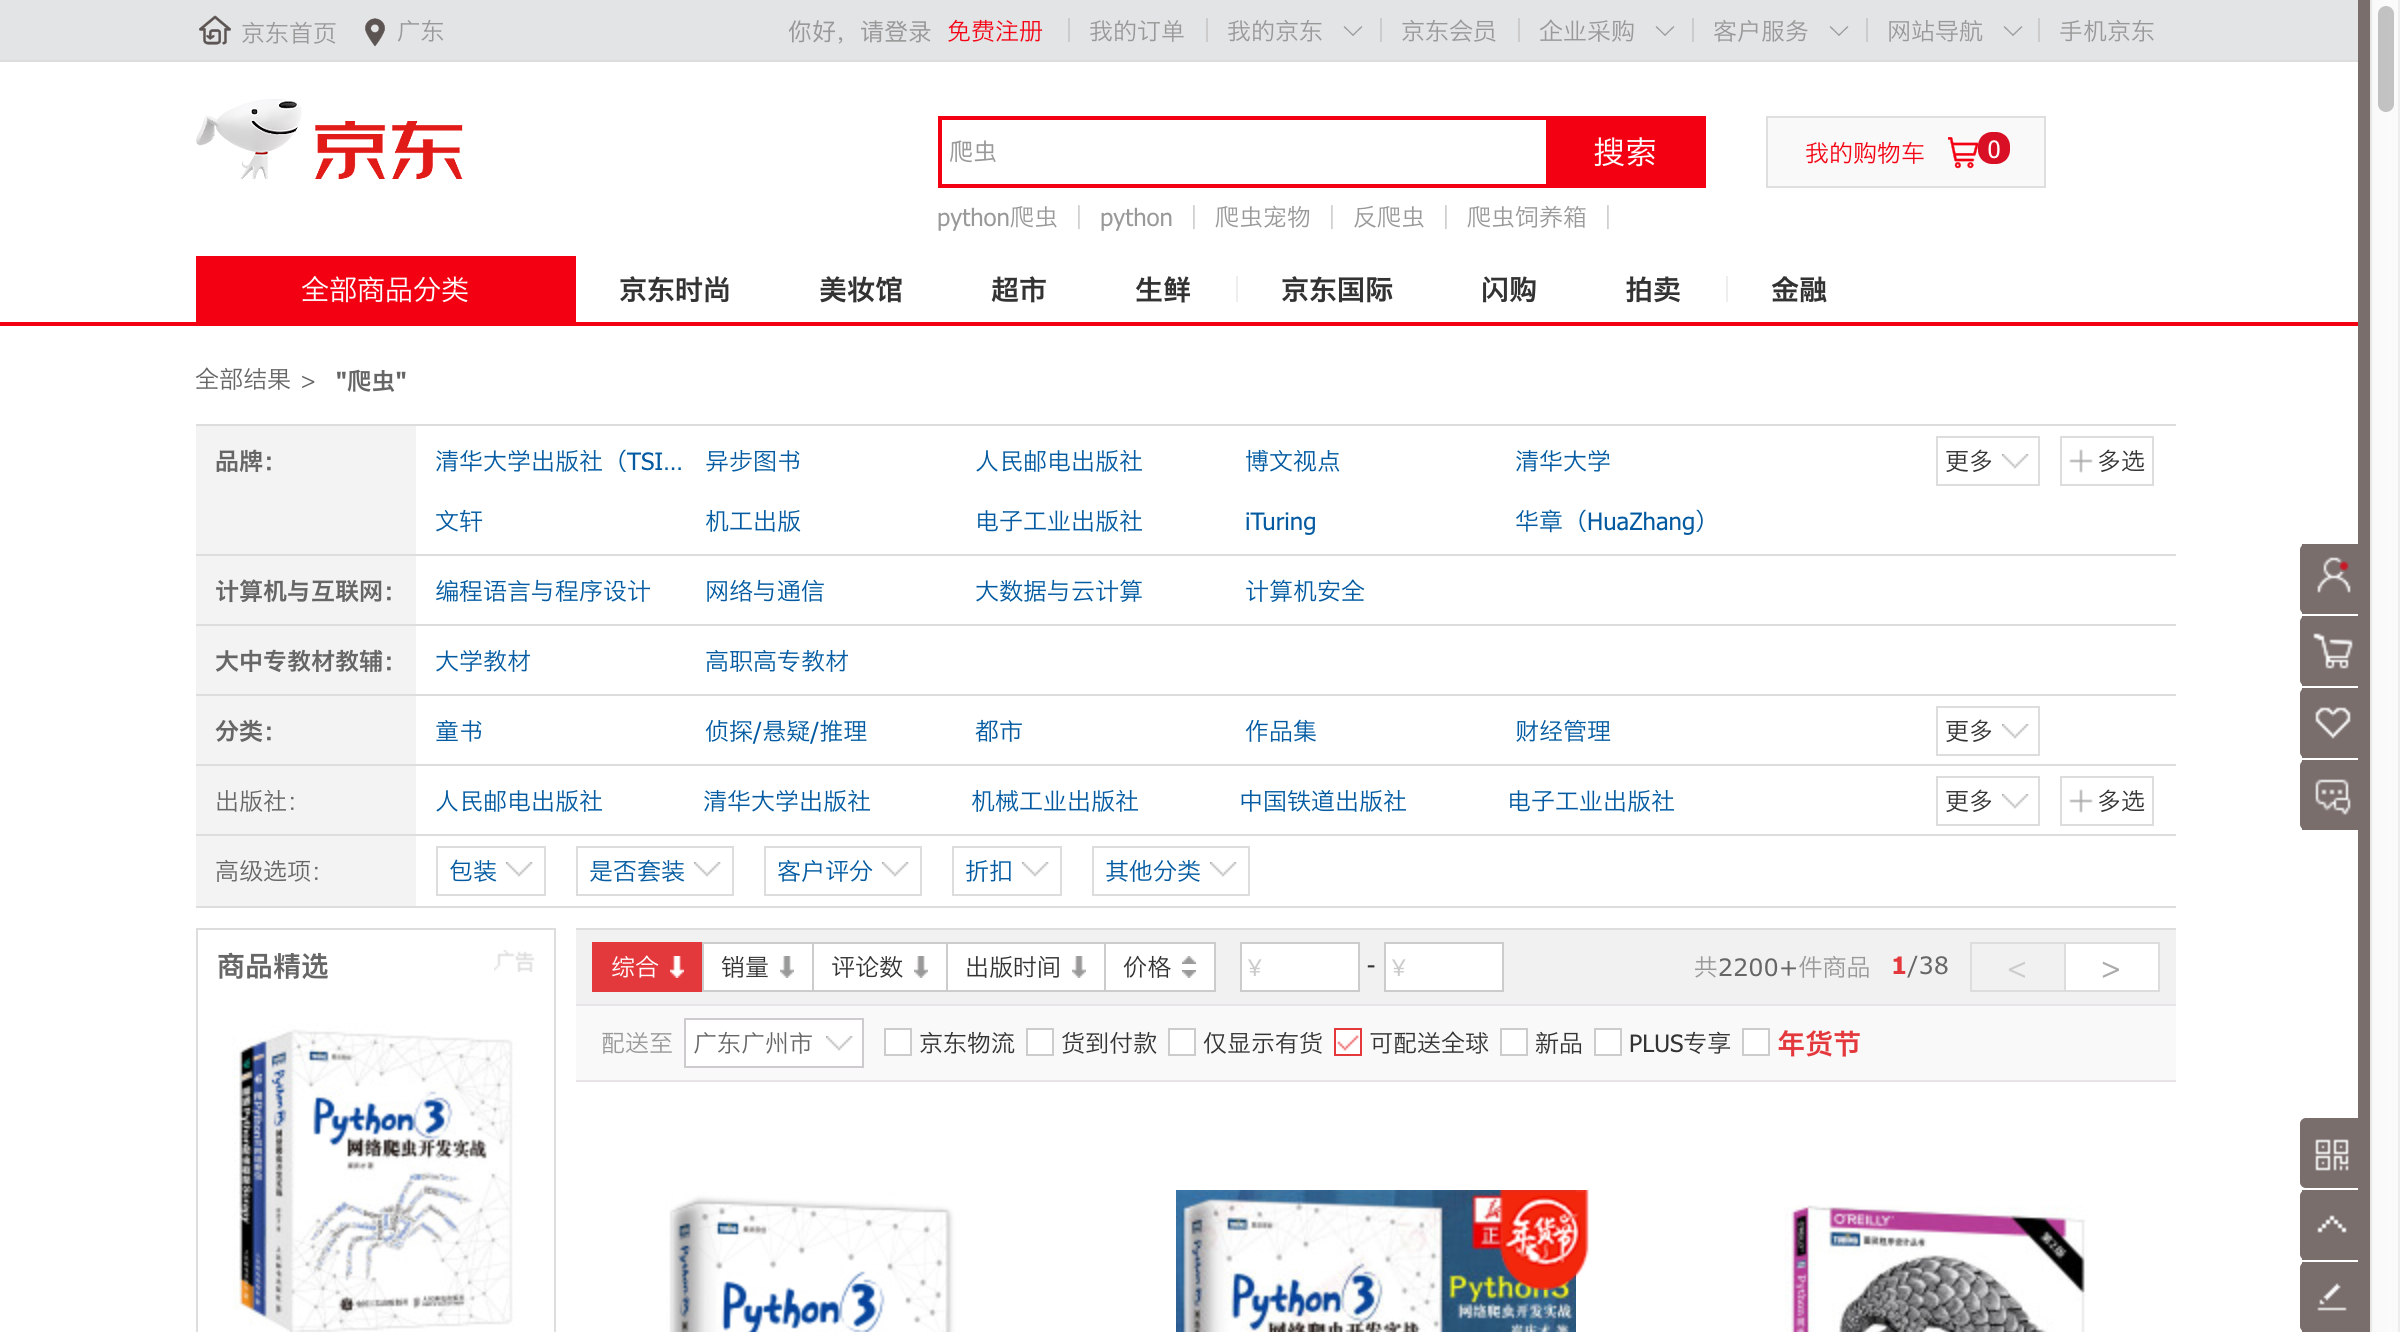 京东首页 广东 你好，请登录 免费注册 我的订单 我的京东 京东会员 企业采购 客户服务 网站导航 手机京东
京东
爬虫 搜索 我的购物车 0
python爬虫 python 爬虫宠物 反爬虫 爬虫饲养箱
全部商品分类 京东时尚 美妆馆 超市 生鲜 京东国际 闪购 拍卖 金融
全部结果 > "爬虫"
品牌： 清华大学出版社（TSI... 异步图书 人民邮电出版社 博文视点 清华大学 更多 多选
文轩 机工出版 电子工业出版社 iTuring 华章（HuaZhang）
计算机与互联网： 编程语言与程序设计 网络与通信 大数据与云计算 计算机安全
大中专教材教辅： 大学教材 高职高专教材
分类： 童书 侦探/悬疑/推理 都市 作品集 财经管理 更多
出版社： 人民邮电出版社 清华大学出版社 机械工业出版社 中国铁道出版社 电子工业出版社 更多 多选
高级选项： 包装 是否套装 客户评分 折扣 其他分类
商品精选 广告
综合 销量 评论数 出版时间 价格 ¥ - ¥ 共2200+件商品 1/38 < >
配送至 广东广州市 京东物流 货到付款 仅显示有货 可配送全球 新品 PLUS专享 年货节
Python 3
网络爬虫开发实战
Python 3
Python 3
网络爬虫开发实战
正
年货节
Python3
网络爬虫开发实战
O'REILLY
第2版